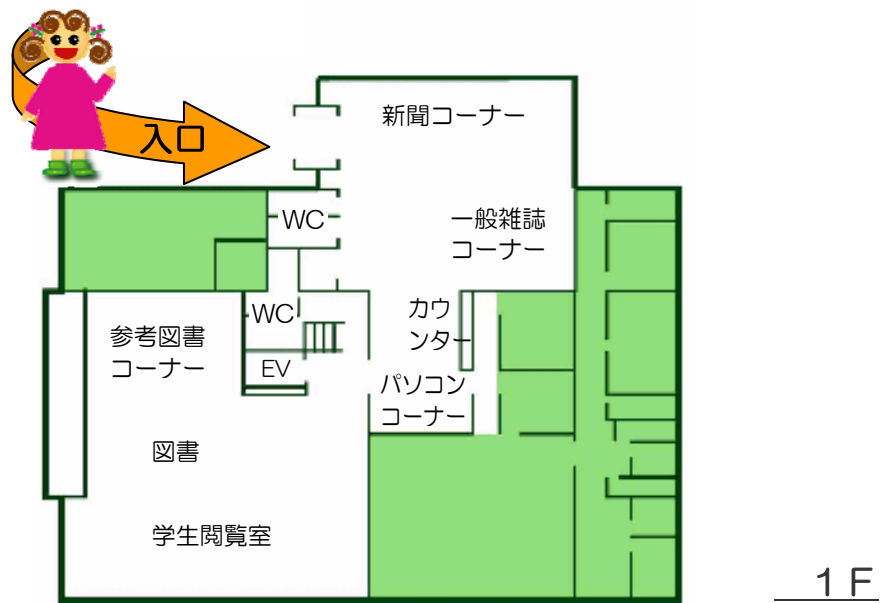 入口
新聞コーナー
WC
一般雑誌
コーナー
WC
カウ
ンター
参考図書
コーナー
EV
パソコン
コーナー
図書
学生閲覧室
１Ｆ